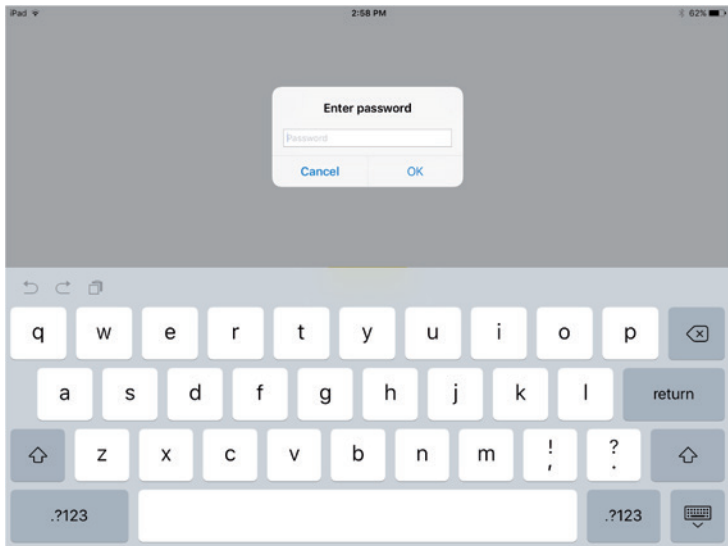 iPad 2:58 PM 62%
Enter password
Password
Cancel OK
q w e r t y u i o p
a s d f g h j k l return
z x c v b n m ! , ? .
.?123 .?123